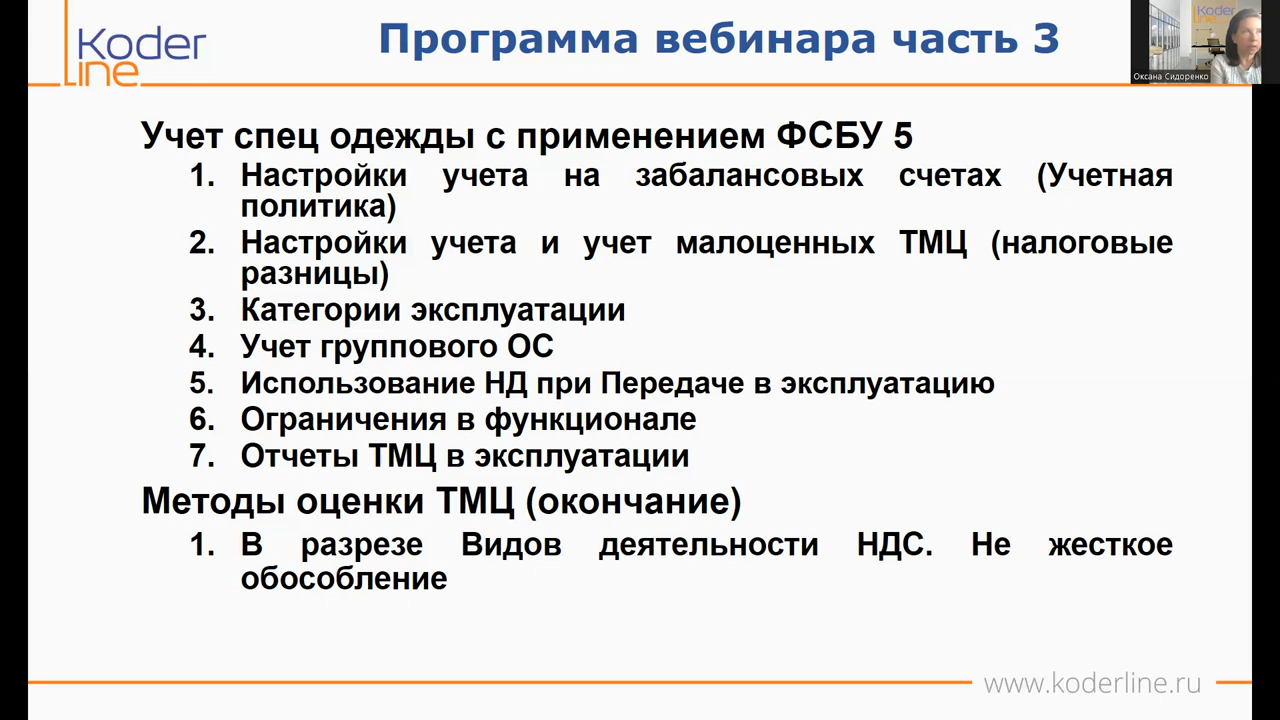 Koder
line
Программа вебинара часть 3
Koder
line
Оксана Сидоренко
Учет спец одежды с применением ФСБУ 5
1. Настройки учета на забалансовых счетах (Учетная
политика)
2. Настройки учета и учет малоценных ТМЦ (налоговые
разницы)
3. Категории эксплуатации
4. Учет группового ОС
5. Использование НД при Передаче в эксплуатацию
6. Ограничения в функционале
7. Отчеты ТМЦ в эксплуатации
Методы оценки ТМЦ (окончание)
1. В разрезе Видов деятельности НДС. Не жесткое
обособление
www.koderline.ru